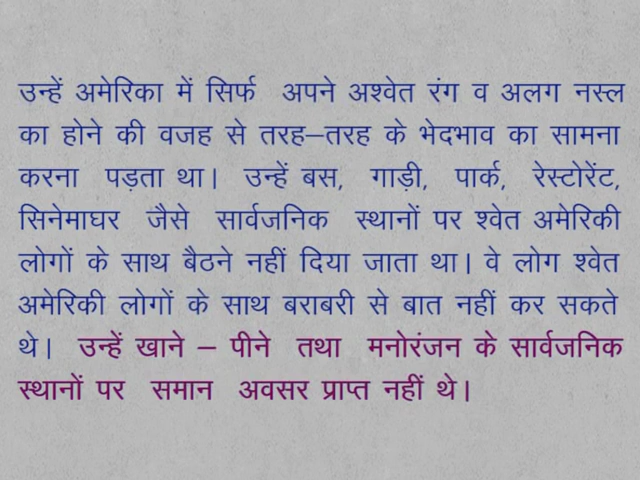 उन्हें अमेरिका में सिर्फ अपने अश्वेत रंग व अलग नस्ल
का होने की वजह से तरह–तरह के भेदभाव का सामना
करना पड़ता था। उन्हें बस, गाड़ी, पार्क, रेस्टोरेंट,
सिनेमाघर जैसे सार्वजनिक स्थानों पर श्वेत अमेरिकी
लोगों के साथ बैठने नहीं दिया जाता था। वे लोग श्वेत
अमेरिकी लोगों के साथ बराबरी से बात नहीं कर सकते
थे। उन्हें खाने – पीने तथा मनोरंजन के सार्वजनिक
स्थानों पर समान अवसर प्राप्त नहीं थे।